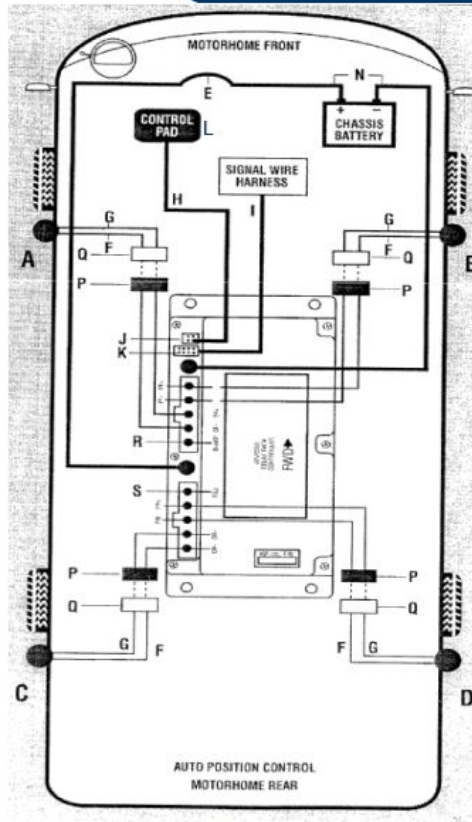 MOTORHOME FRONT
N
E
+ −
CHASSIS
BATTERY
CONTROL
PAD
L
SIGNAL WIRE
HARNESS
H
I
G
F
A
Q
P
G
F
Q
P
J
K
R
S
FWD
P
Q
G
F
C
P
Q
F
G
D
AUTO POSITION CONTROL
MOTORHOME REAR